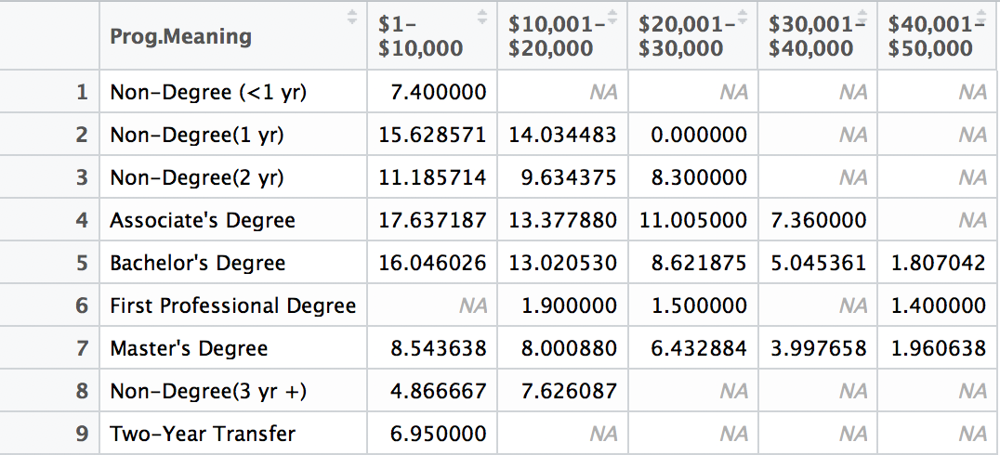 Prog.Meaning $1– $10,001– $20,001– $30,001– $40,001–
$10,000 $20,000 $30,000 $40,000 $50,000
1 Non-Degree (<1 yr) 7.400000 NA NA NA NA
2 Non-Degree(1 yr) 15.628571 14.034483 0.000000 NA NA
3 Non-Degree(2 yr) 11.185714 9.634375 8.300000 NA NA
4 Associate's Degree 17.637187 13.377880 11.005000 7.360000 NA
5 Bachelor's Degree 16.046026 13.020530 8.621875 5.045361 1.807042
6 First Professional Degree NA 1.900000 1.500000 NA 1.400000
7 Master's Degree 8.543638 8.000880 6.432884 3.997658 1.960638
8 Non-Degree(3 yr +) 4.866667 7.626087 NA NA NA
9 Two-Year Transfer 6.950000 NA NA NA NA